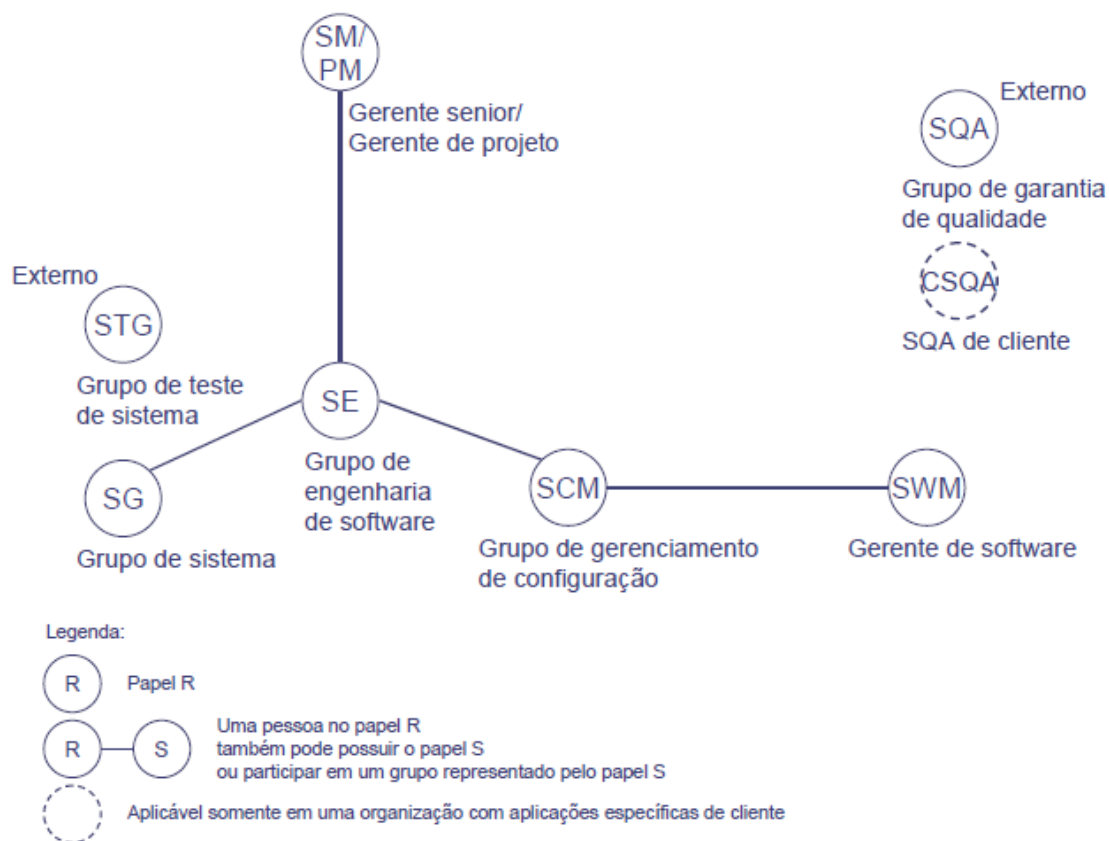 SM/
PM
Gerente senior/
Gerente de projeto
Externo
SQA
Grupo de garantia
de qualidade
CSQA
SQA de cliente
Externo
STG
Grupo de teste
de sistema
SE
Grupo de
engenharia
de software
SG
Grupo de sistema
SCM
Grupo de gerenciamento
de configuração
SWM
Gerente de software
Legenda:
R
Papel R
R
S
Uma pessoa no papel R
também pode possuir o papel S
ou participar em um grupo representado pelo papel S
Aplicável somente em uma organização com aplicações específicas de cliente